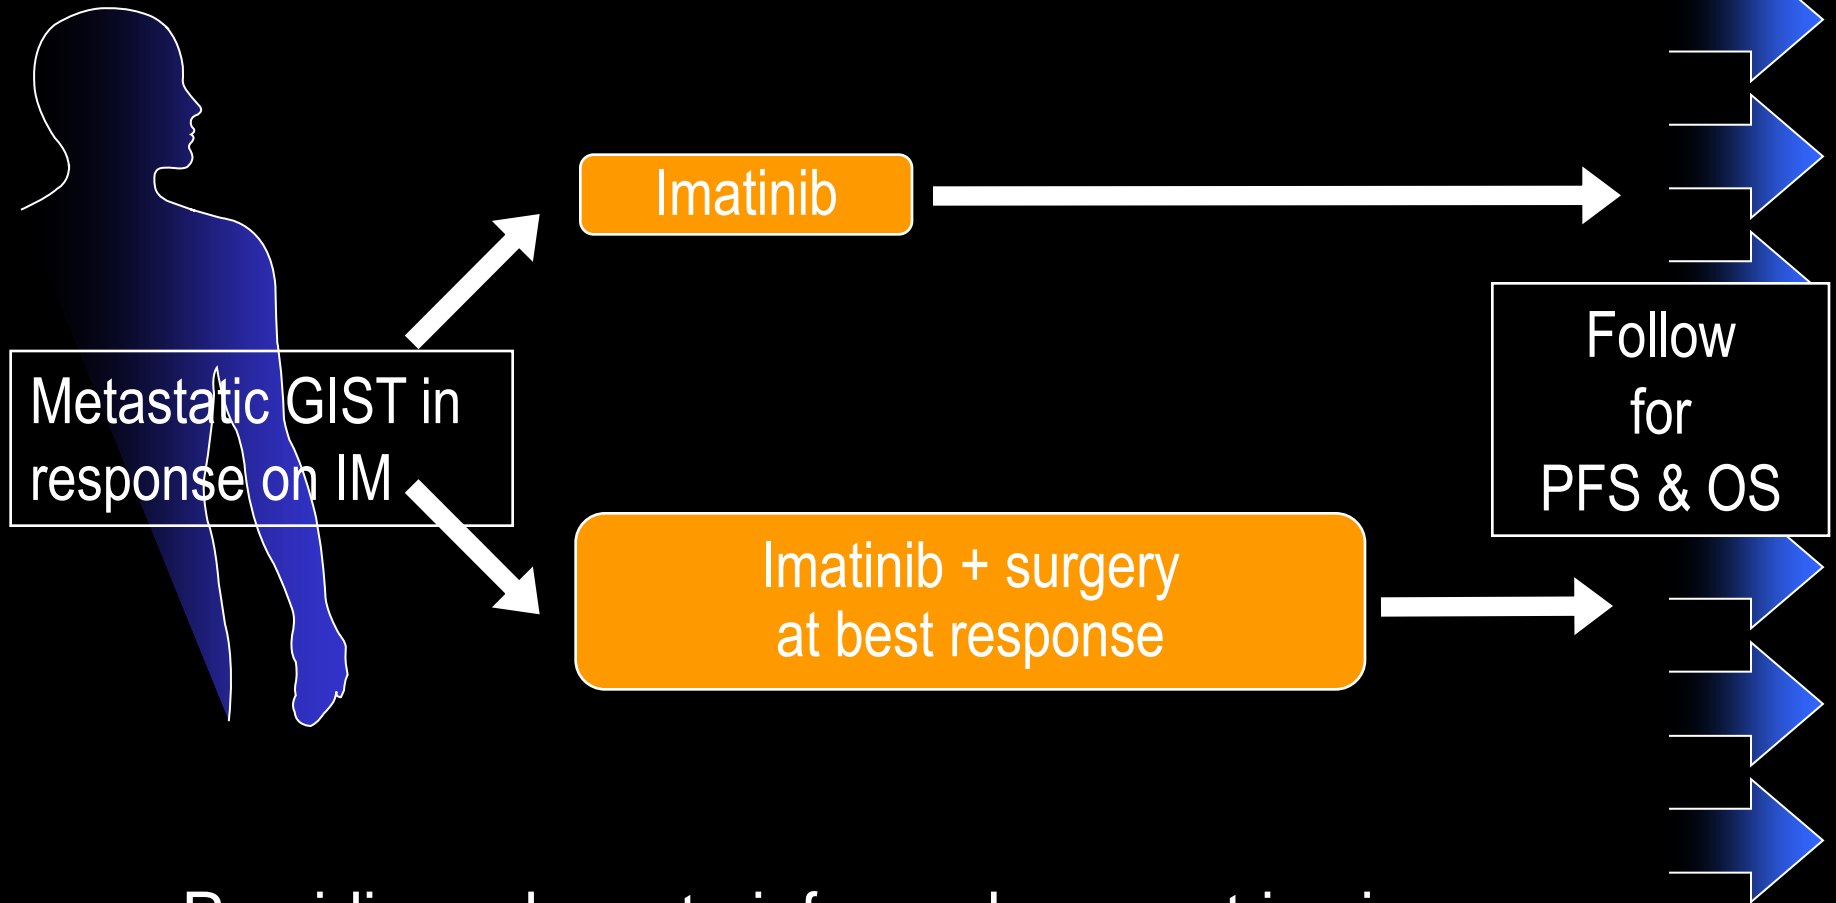 Imatinib
Metastatic GIST in
response on IM
Imatinib + surgery
at best response
Follow
for
PFS & OS